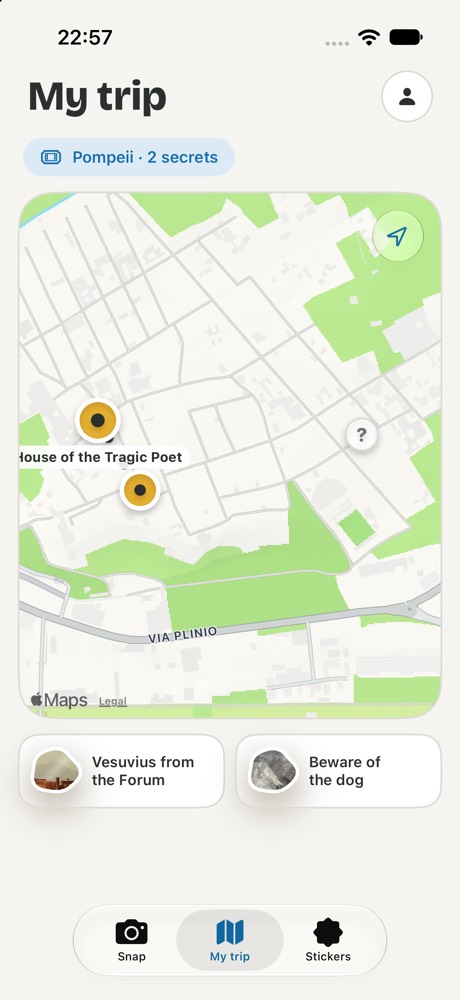 22:57
My trip
Pompeii · 2 secrets
?
House of the Tragic Poet
VIA PLINIO
Maps Legal
Vesuvius from
the Forum
Beware of
the dog
Snap
My trip
Stickers